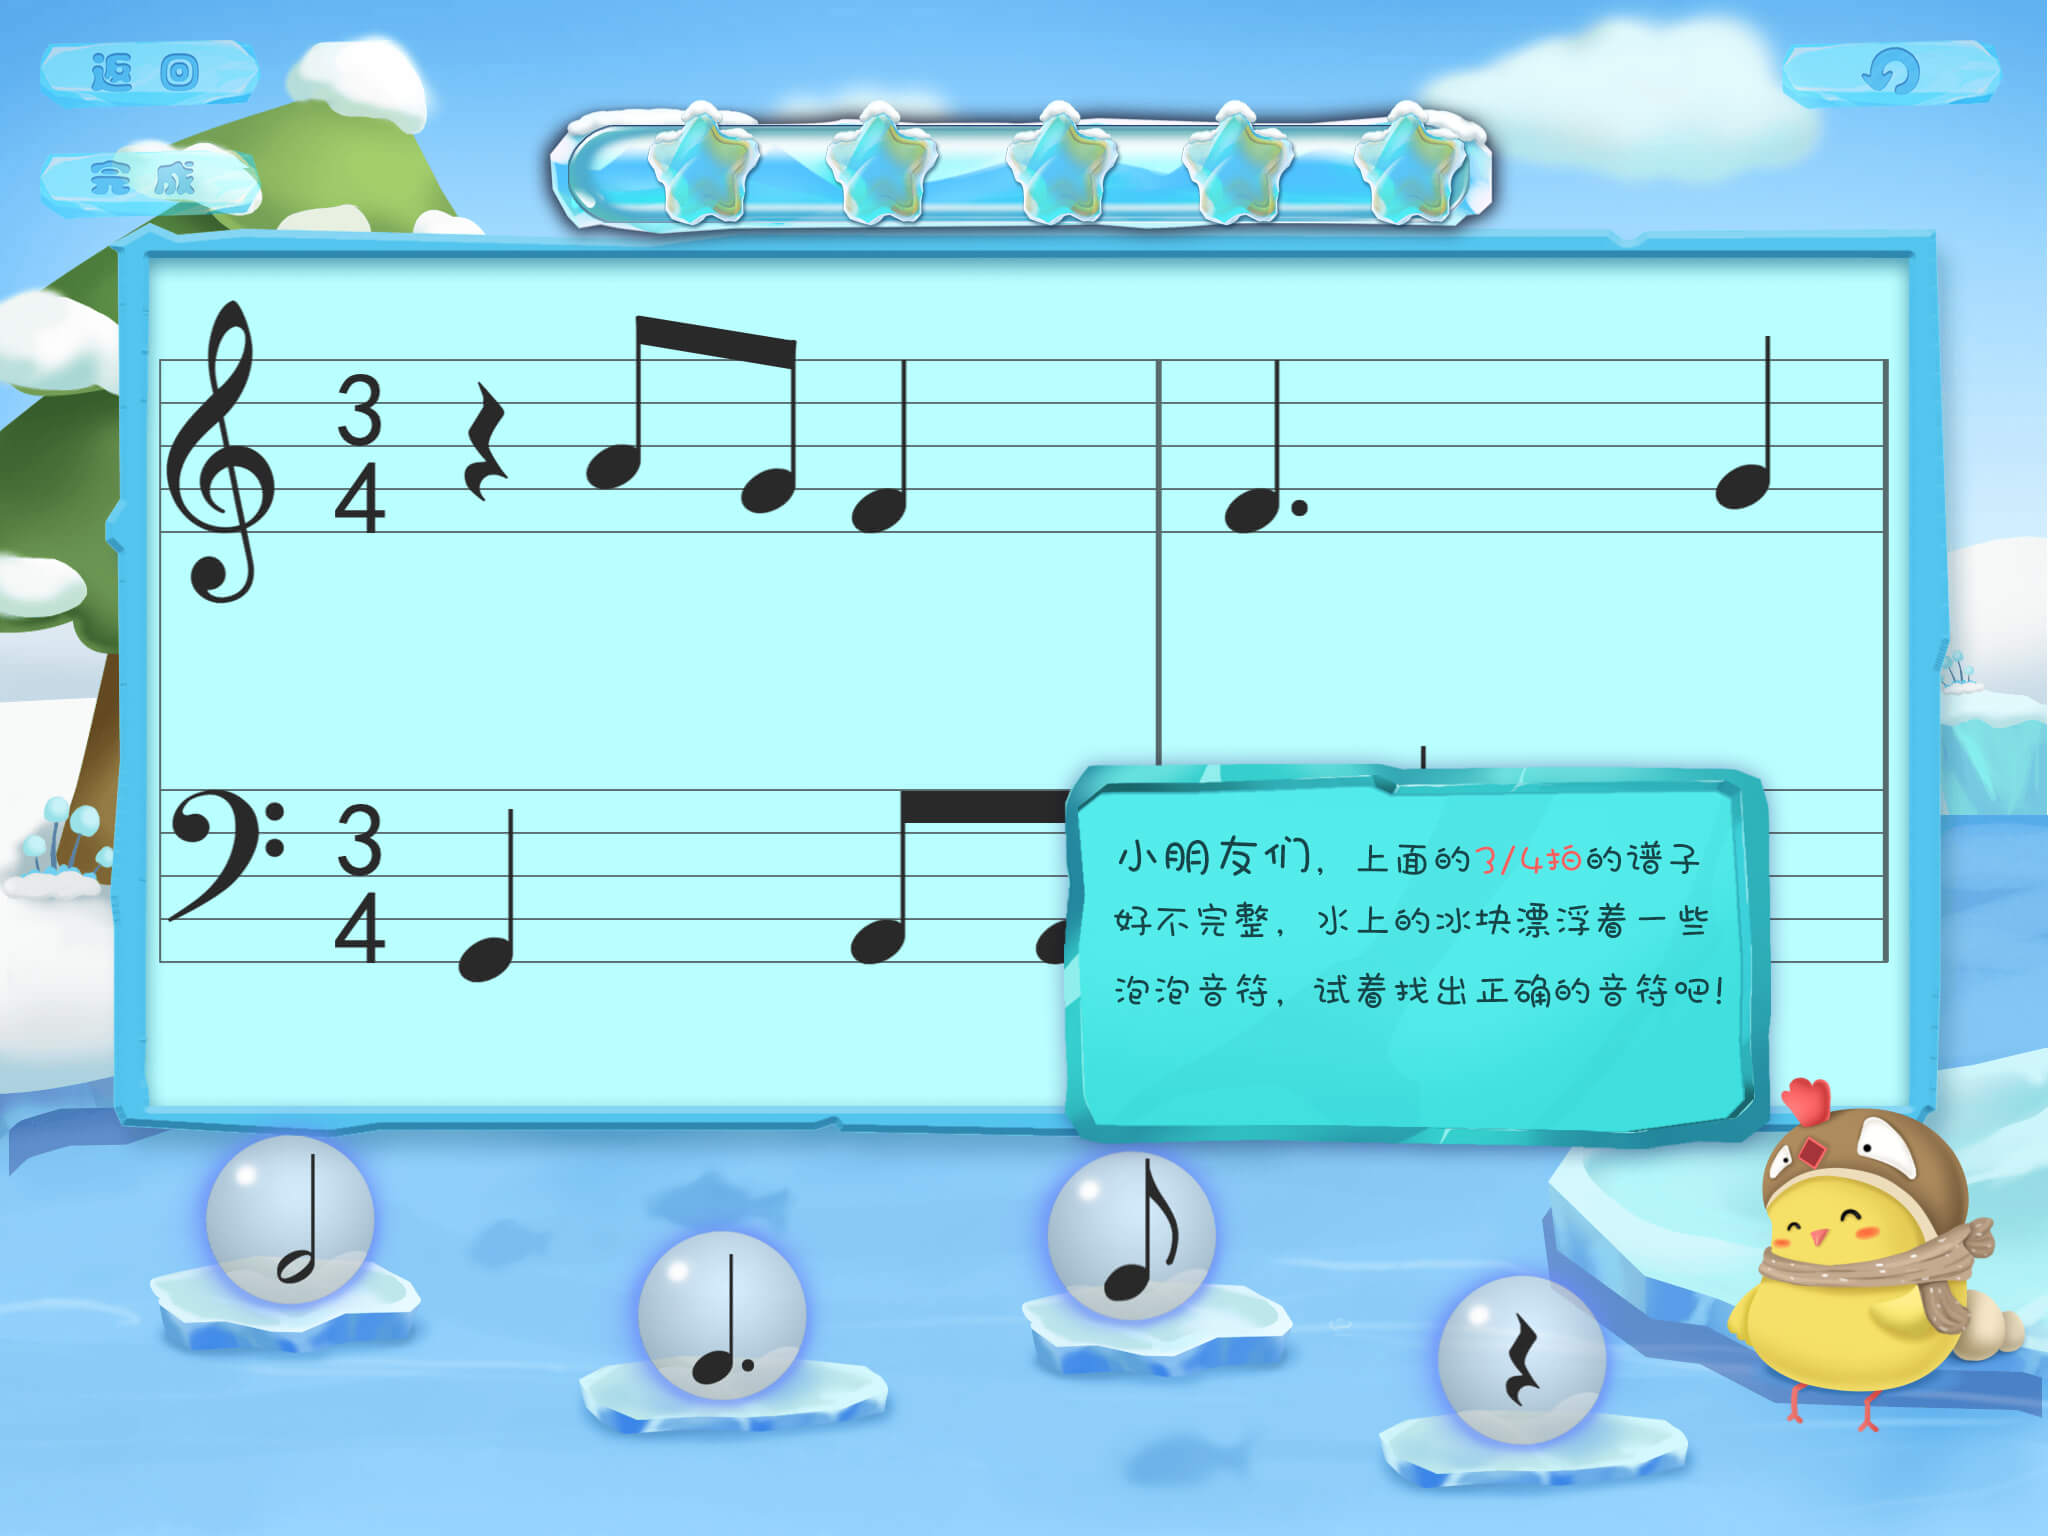 返回
完成
3
4
3
4
小朋友们，上面的3/4拍的谱子
好不完整，水上的冰块漂浮着一些
泡泡音符，试着找出正确的音符吧！